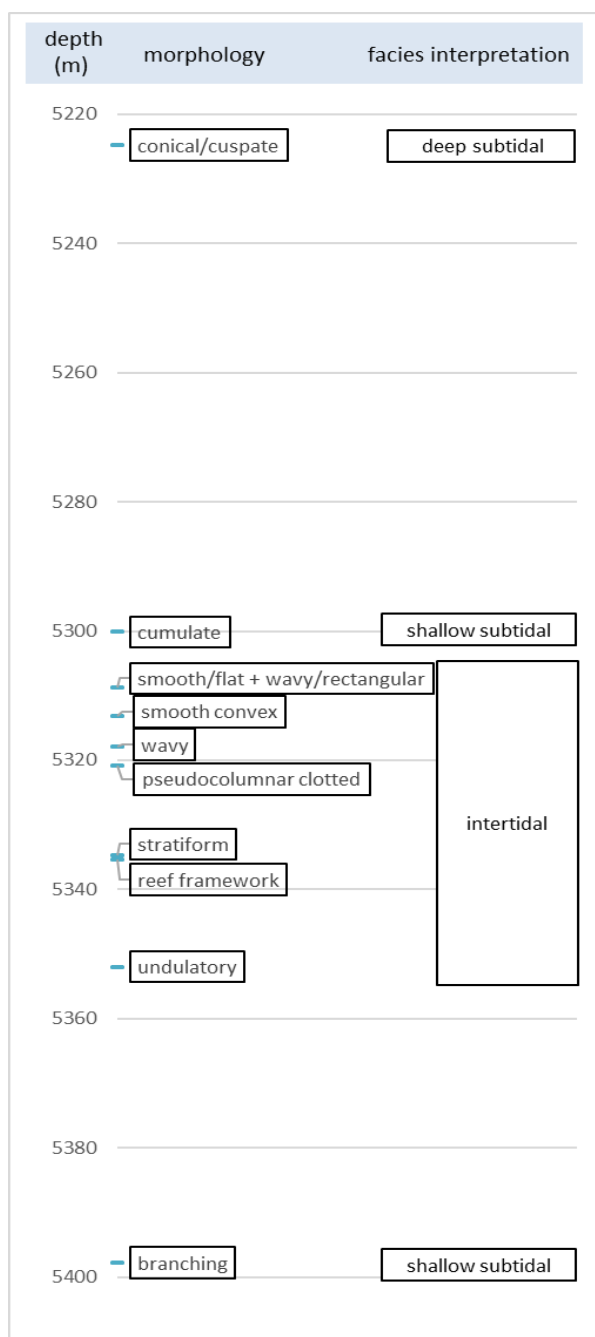 depth (m) morphology facies interpretation
5220
conical/cuspate deep subtidal
5240
5260
5280
5300 cumulate shallow subtidal
smooth/flat + wavy/rectangular
smooth convex
wavy
5320
pseudocolumnar clotted
intertidal
stratiform
reef framework
5340
undulatory
5360
5380
branching shallow subtidal
5400